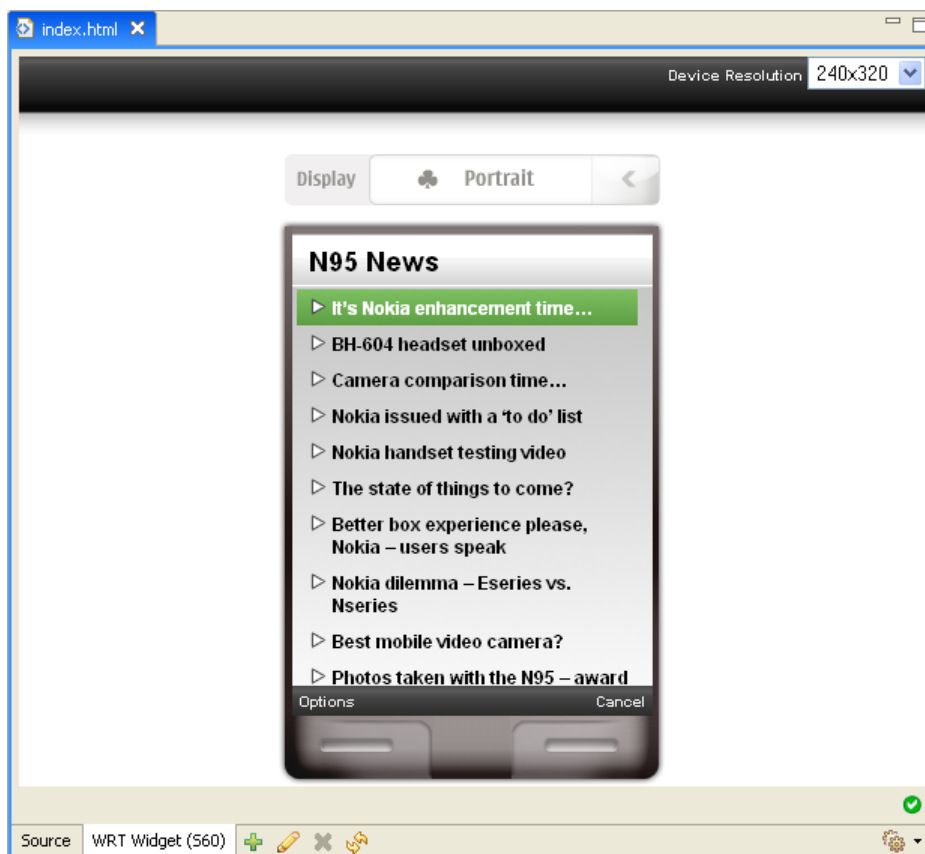 index.html
Device Resolution 240x320
Display Portrait
N95 News
It's Nokia enhancement time...
BH-604 headset unboxed
Camera comparison time...
Nokia issued with a ‘to do’ list
Nokia handset testing video
The state of things to come?
Better box experience please,
Nokia – users speak
Nokia dilemma – Eseries vs.
Nseries
Best mobile video camera?
Photos taken with the N95 – award
Options Cancel
Source WRT Widget (S60)